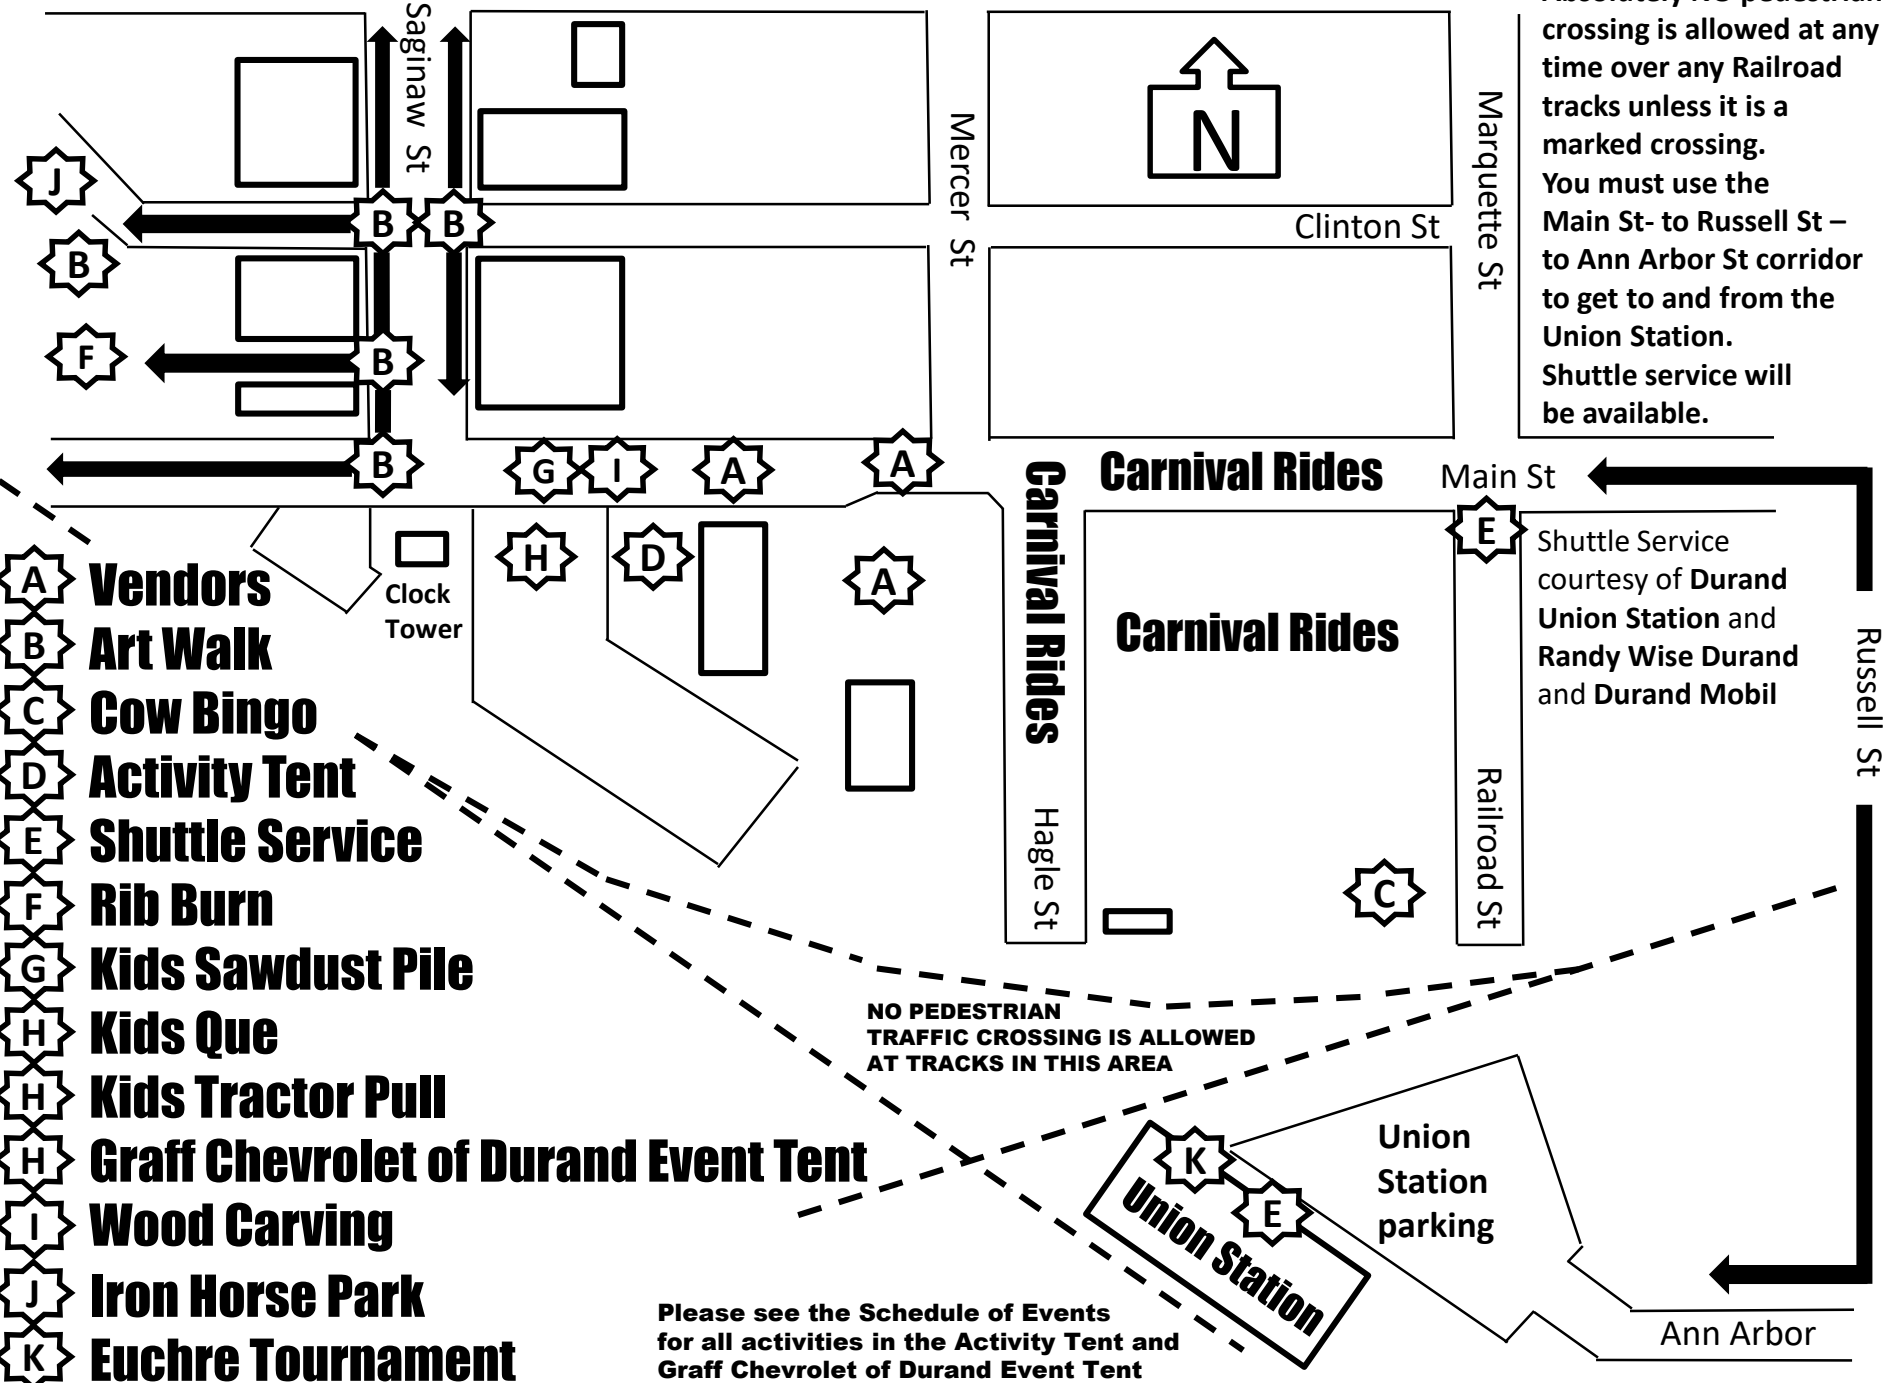 Absolutely NO pedestrian
crossing is allowed at any
time over any Railroad
tracks unless it is a
marked crossing.
You must use the
Main St- to Russell St –
to Ann Arbor St corridor
to get to and from the
Union Station.
Shuttle service will
be available.
Saginaw St
Mercer St
N
Marquette St
Clinton St
J
B
B
B
F
B
B
G
I
A
A
Carnival Rides
Main St
Carnival Rides
E
H
D
A
Clock
Tower
Carnival Rides
Shuttle Service
courtesy of Durand
Union Station and
Randy Wise Durand
and Durand Mobil
Russell St
Hagle St
Railroad St
C
A Vendors
B Art Walk
C Cow Bingo
D Activity Tent
E Shuttle Service
F Rib Burn
G Kids Sawdust Pile
H Kids Que
H Kids Tractor Pull
H Graff Chevrolet of Durand Event Tent
I Wood Carving
J Iron Horse Park
K Euchre Tournament
NO PEDESTRIAN
TRAFFIC CROSSING IS ALLOWED
AT TRACKS IN THIS AREA
K
E
Union Station
Union
Station
parking
Ann Arbor
Please see the Schedule of Events
for all activities in the Activity Tent and
Graff Chevrolet of Durand Event Tent